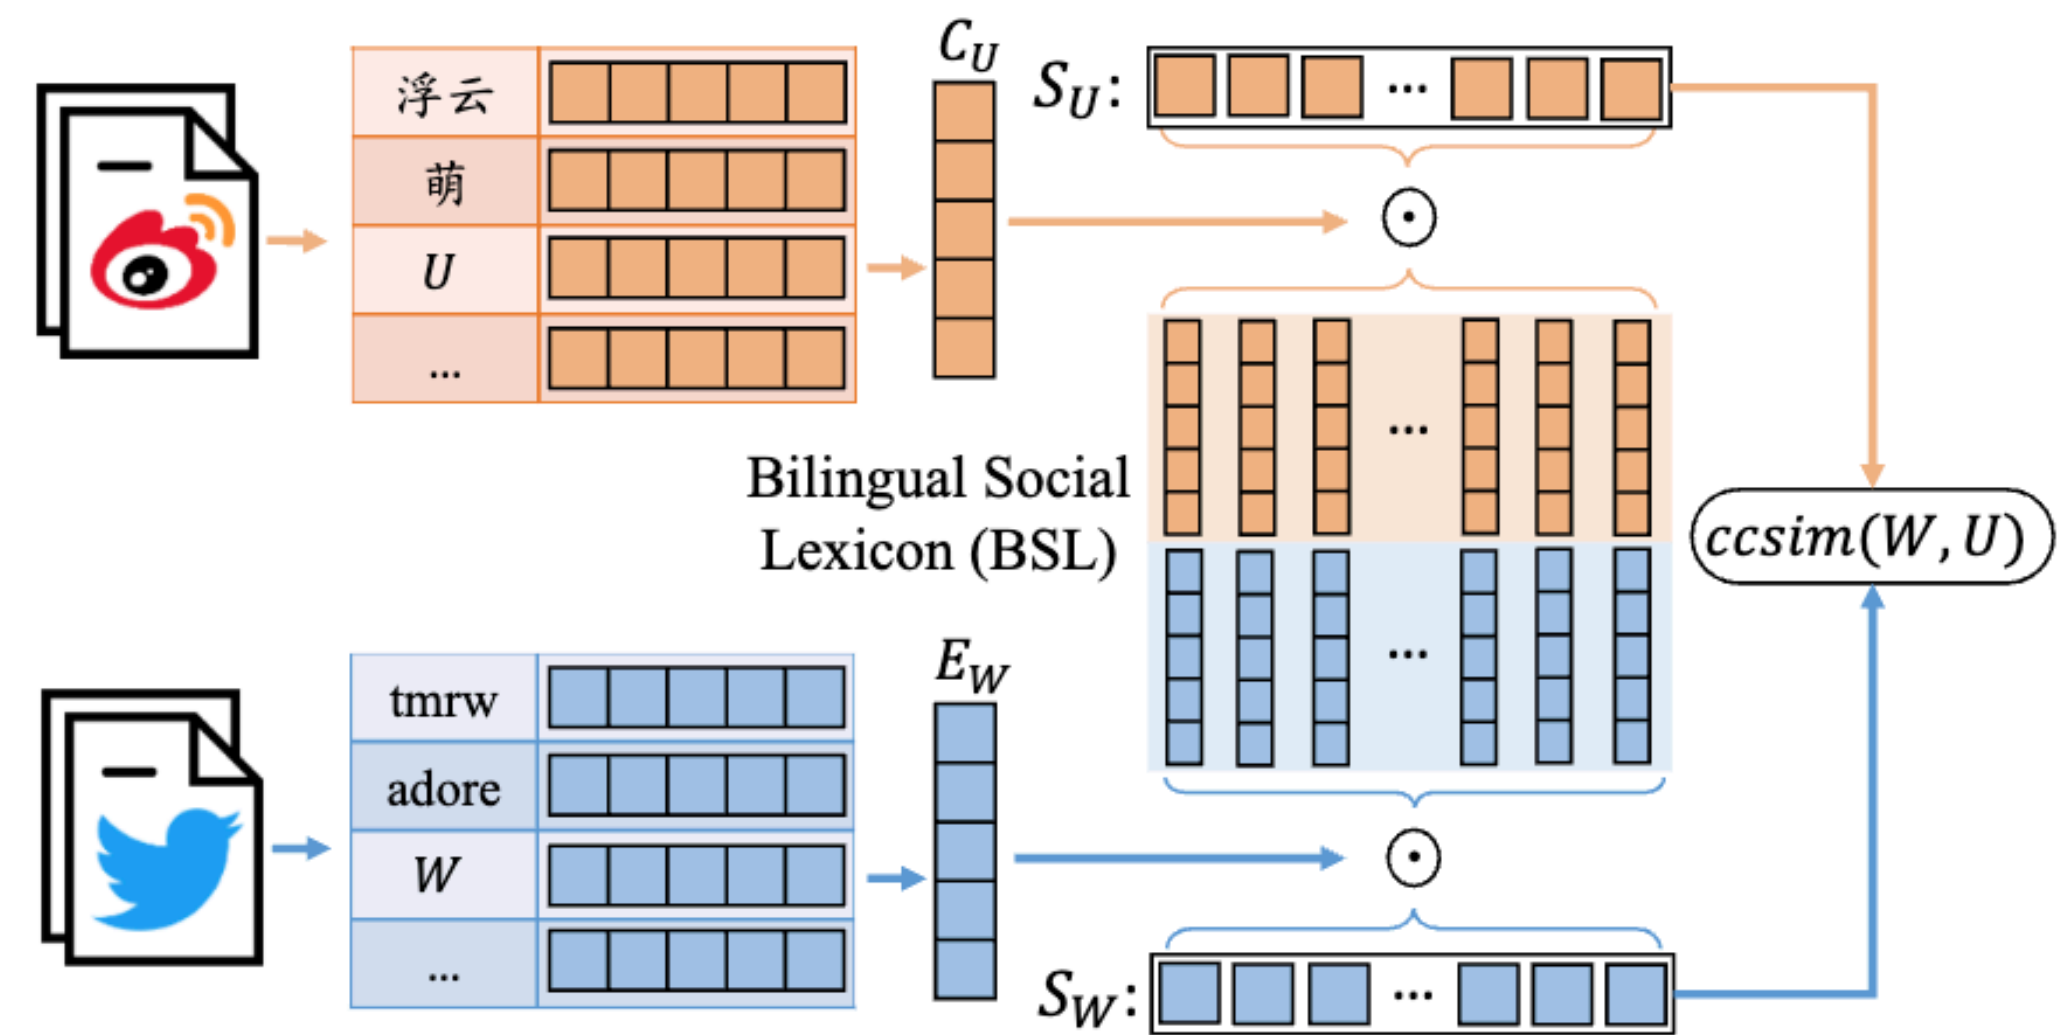 浮云
萌
U
...
C_U
S_U:
...
...
Bilingual Social
Lexicon (BSL)
ccsim(W, U)
...
tmrw
adore
W
...
E_W
S_W:
...